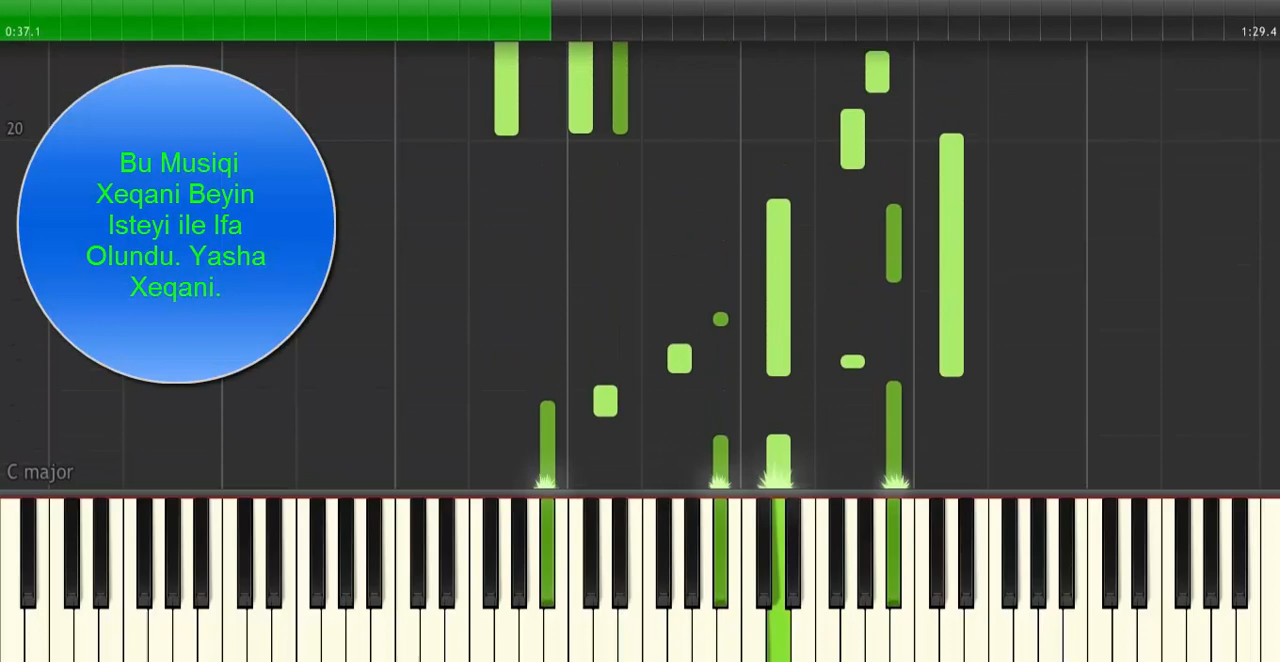 0:37.1
1:29.4
20
Bu Musiqi
Xeqani Beyin
Isteyi ile Ifa
Olundu. Yasha
Xeqani.
C major